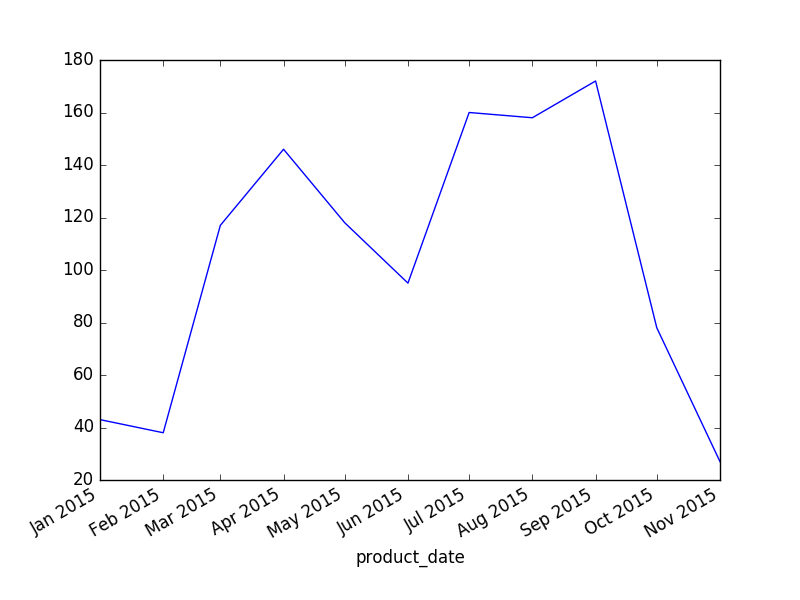 180
160
140
120
100
80
60
40
20
Jan 2015
Feb 2015
Mar 2015
Apr 2015
May 2015
Jun 2015
Jul 2015
Aug 2015
Sep 2015
Oct 2015
Nov 2015
product_date